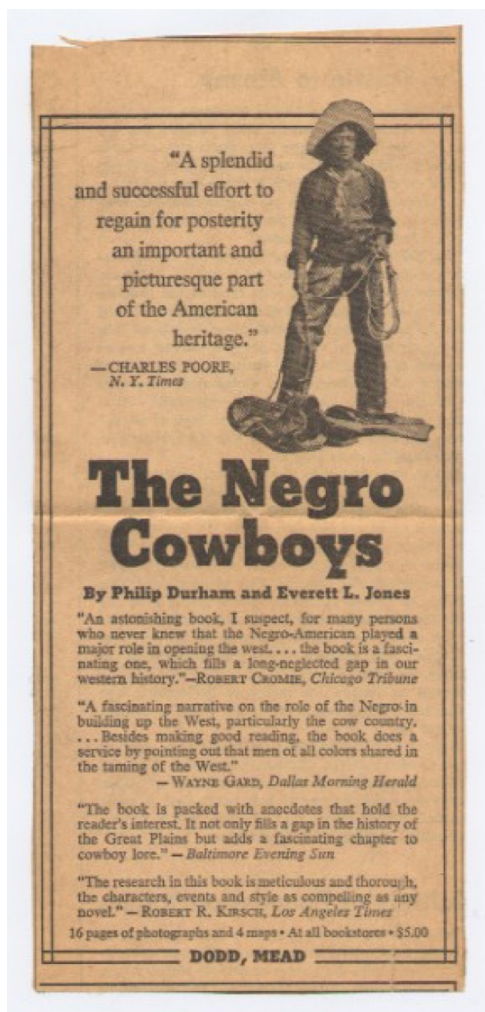 “A splendid
and successful effort to
regain for posterity
an important and
picturesque part
of the American
heritage.”
—CHARLES POORE,
N. Y. Times
The Negro
Cowboys
By Philip Durham and Everett L. Jones
“An astonishing book, I suspect, for many persons
who never knew that the Negro-American played a
major role in opening the west.... the book is a fasci-
nating one, which fills a long-neglected gap in our
western history.”—ROBERT CROMIE, Chicago Tribune
“A fascinating narrative on the role of the Negro in
building up the West, particularly the cow country.
... Besides making good reading, the book does a
service by pointing out that men of all colors shared in
the taming of the West.”
— WAYNE GARD, Dallas Morning Herald
“The book is packed with anecdotes that hold the
reader's interest. It not only fills a gap in the history of
the Great Plains but adds a fascinating chapter to
cowboy lore.” — Baltimore Evening Sun
“The research in this book is meticulous and thorough,
the characters, events and style as compelling as any
novel.” — ROBERT R. KIRSCH, Los Angeles Times
16 pages of photographs and 4 maps • At all bookstores • $5.00
DODD, MEAD